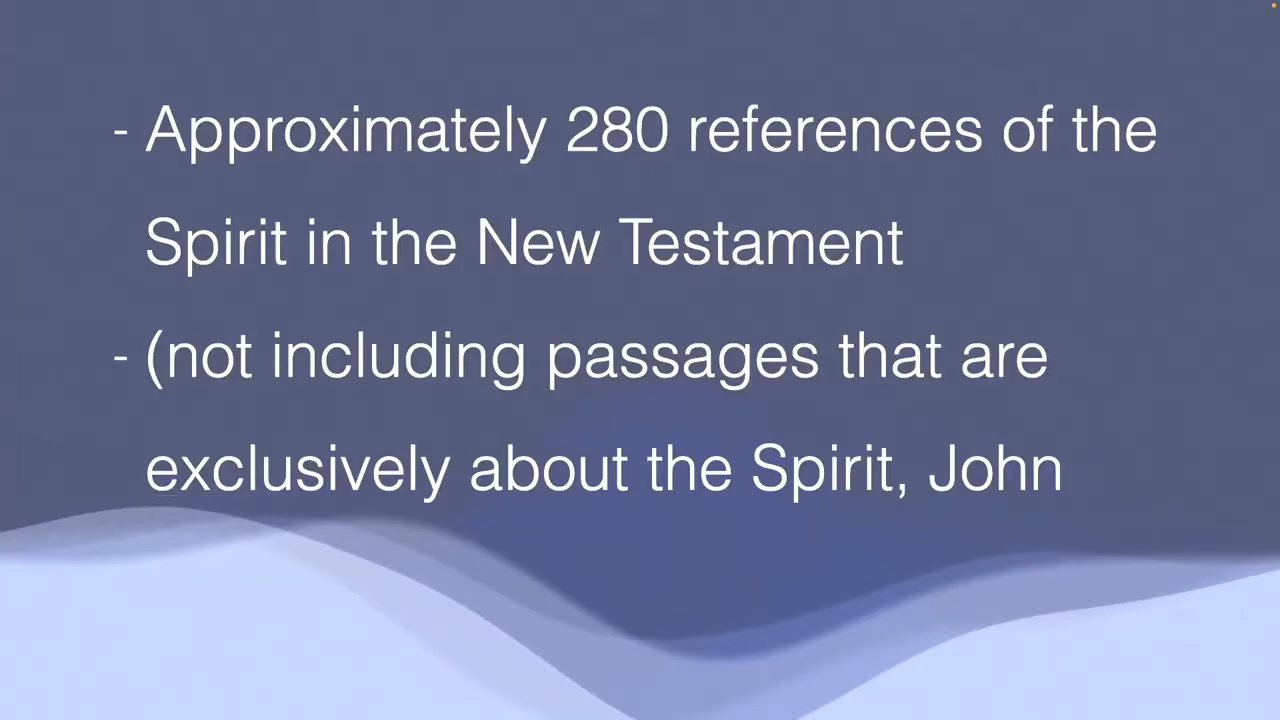 - Approximately 280 references of the
Spirit in the New Testament
- (not including passages that are
exclusively about the Spirit, John